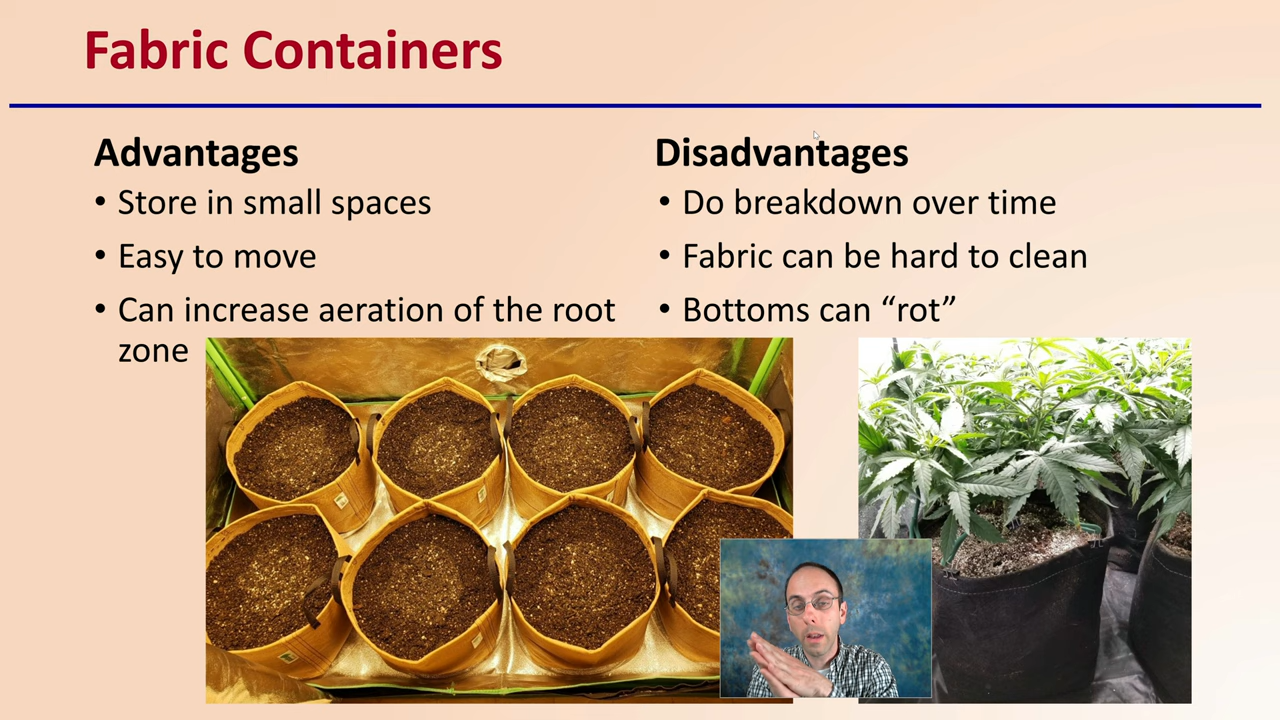 Fabric Containers
Advantages
• Store in small spaces
• Easy to move
• Can increase aeration of the root
zone
Disadvantages
• Do breakdown over time
• Fabric can be hard to clean
• Bottoms can “rot”